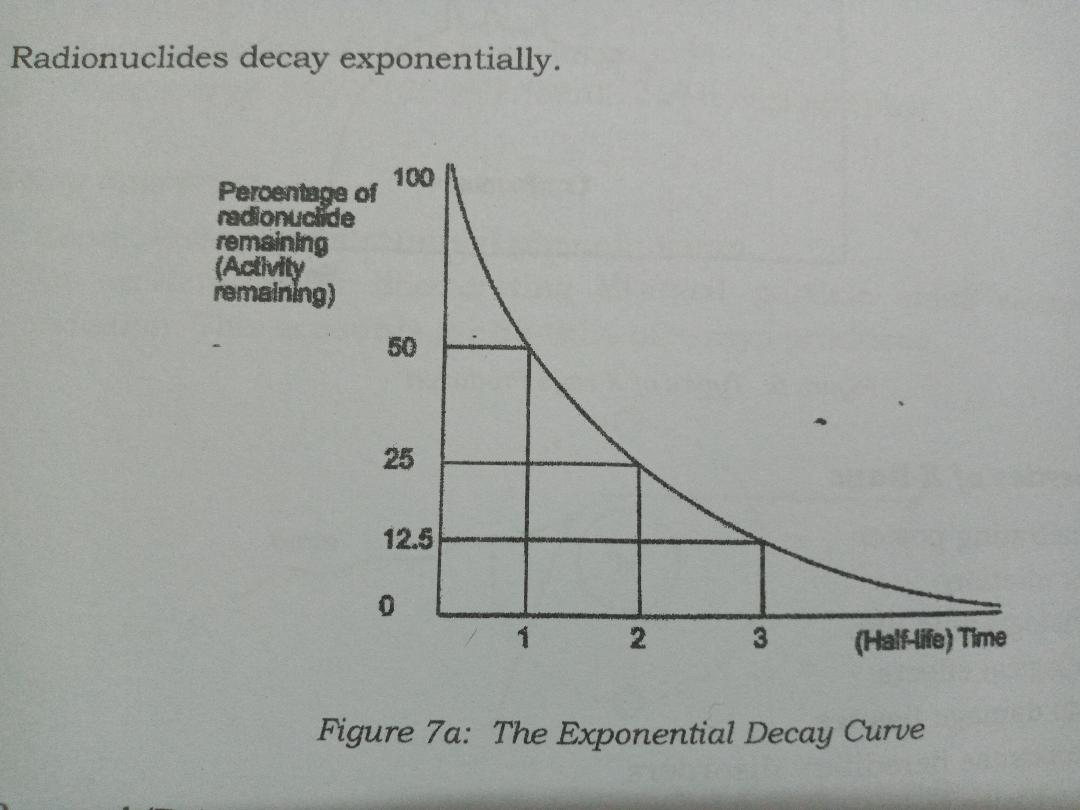 Radionuclides decay exponentially.
Percentage of
radionuclide
remaining
(Activity
remaining)
100
50
25
12.5
0
1 2 3 (Half-life) Time
Figure 7a: The Exponential Decay Curve